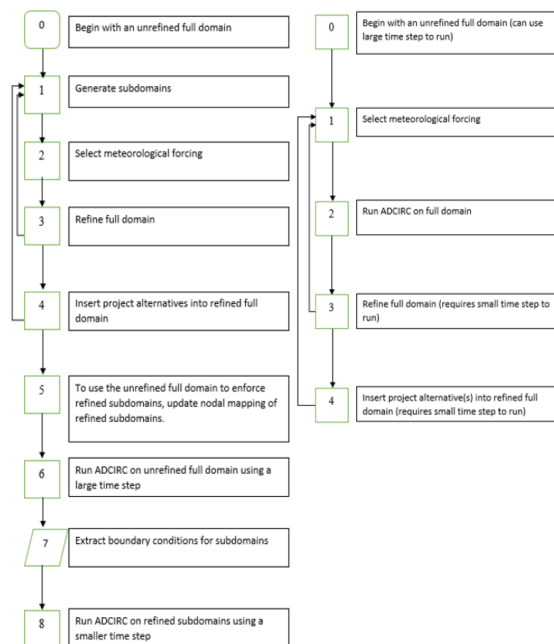 0
Begin with an unrefined full domain
1
Generate subdomains
2
Select meteorological forcing
3
Refine full domain
4
Insert project alternatives into refined full
domain
5
To use the unrefined full domain to enforce
refined subdomains, update nodal mapping of
refined subdomains.
6
Run ADCIRC on unrefined full domain using a
large time step
7
Extract boundary conditions for subdomains
8
Run ADCIRC on refined subdomains using a
smaller time step
0
Begin with an unrefined full domain (can use
large time step to run)
1
Select meteorological forcing
2
Run ADCIRC on full domain
3
Refine full domain (requires small time step to
run)
4
Insert project alternative(s) into refined full
domain (requires small time step to run)